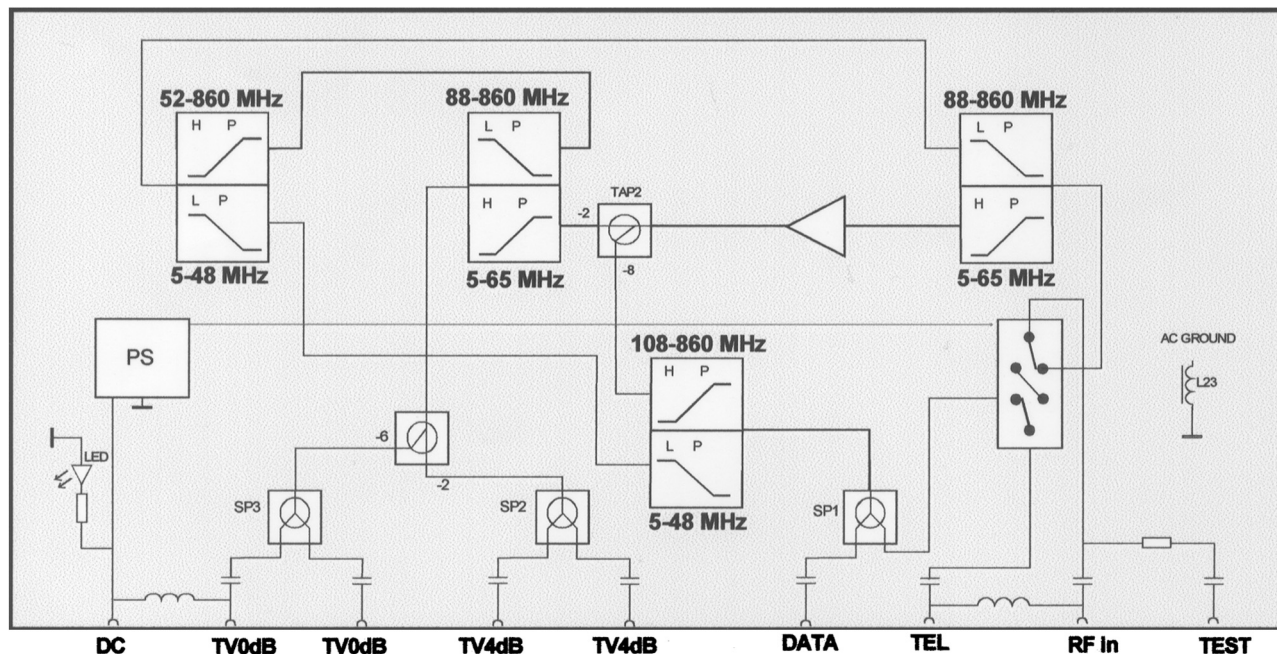 52-860 MHz
88-860 MHz
88-860 MHz
H P
L P
L P
TAP2
L P
H P
H P
-2
-8
5-48 MHz
5-65 MHz
5-65 MHz
PS
108-860 MHz
AC GROUND
H P
L23
-6
L P
LED
-2
SP3
SP2
SP1
5-48 MHz
DC
TV0dB
TV0dB
TV4dB
TV4dB
DATA
TEL
RF in
TEST